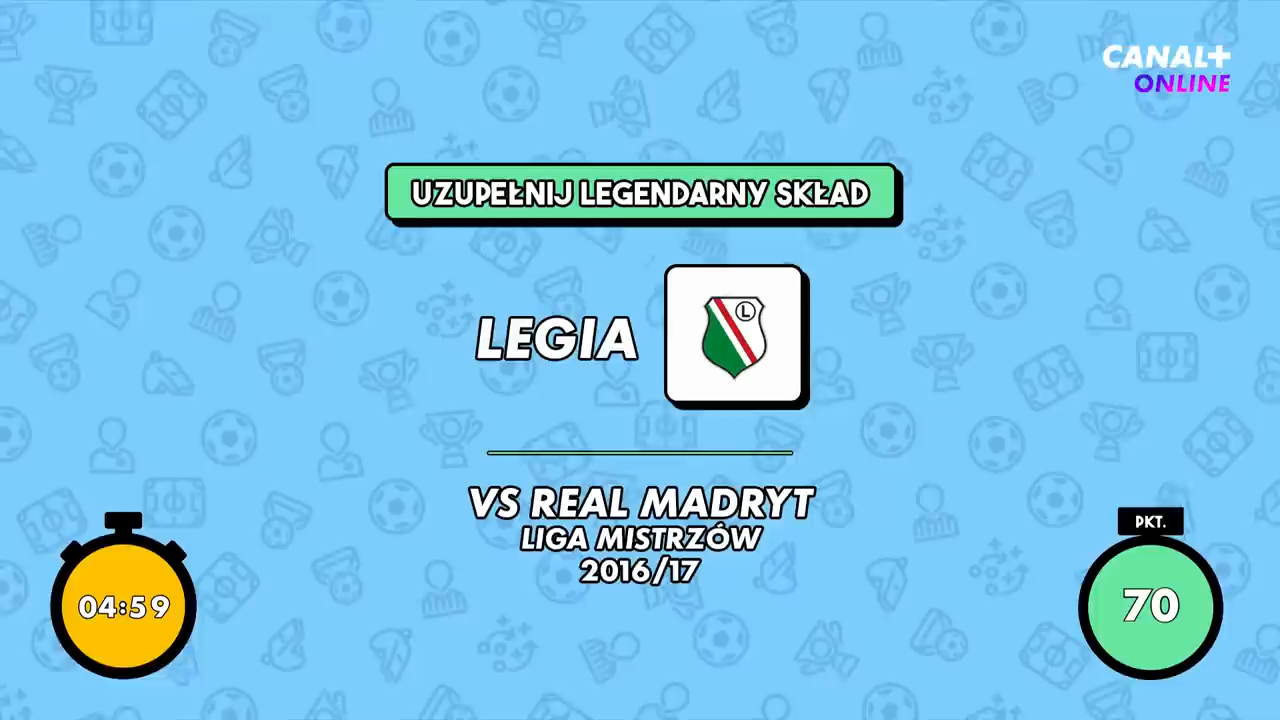 CANAL+
ONLINE
UZUPEŁNIJ LEGENDARNY SKŁAD
LEGIA
L
VS REAL MADRYT
LIGA MISTRZÓW
2016/17
04:59
PKT.
70